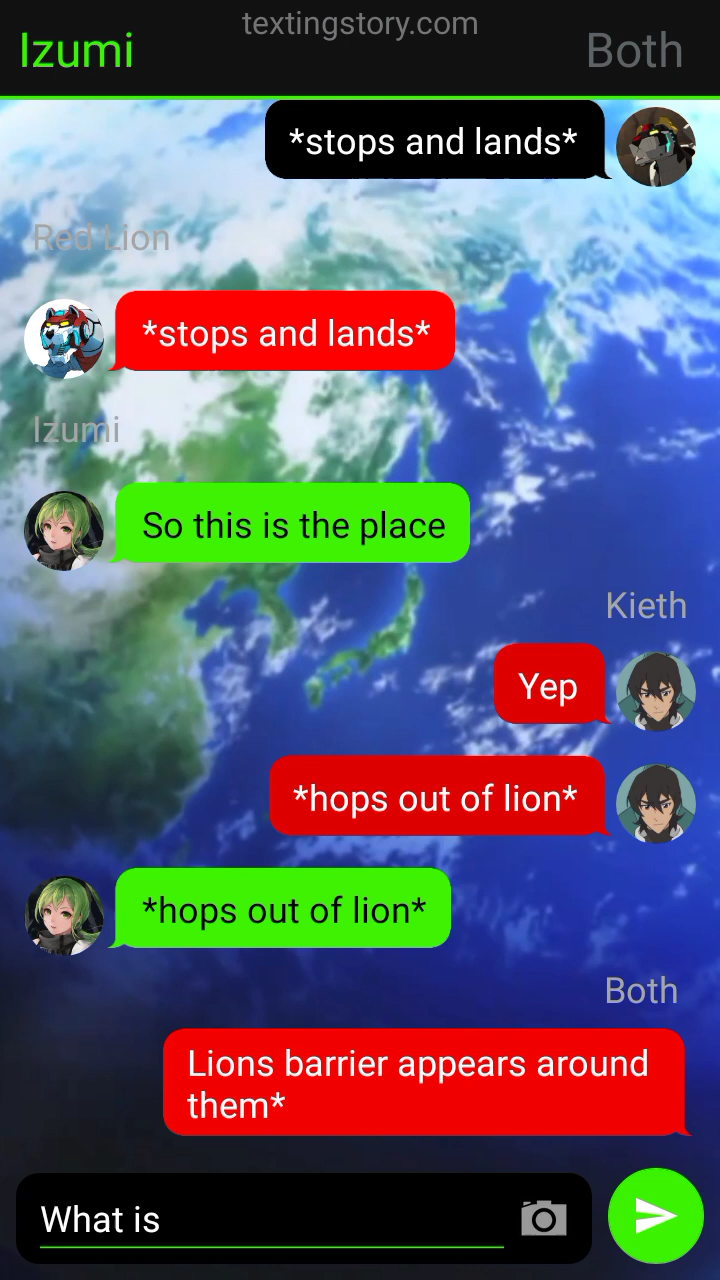 textingstory.com
Izumi
Both
*stops and lands*
Red Lion
*stops and lands*
Izumi
So this is the place
Kieth
Yep
*hops out of lion*
*hops out of lion*
Both
Lions barrier appears around
them*
What is